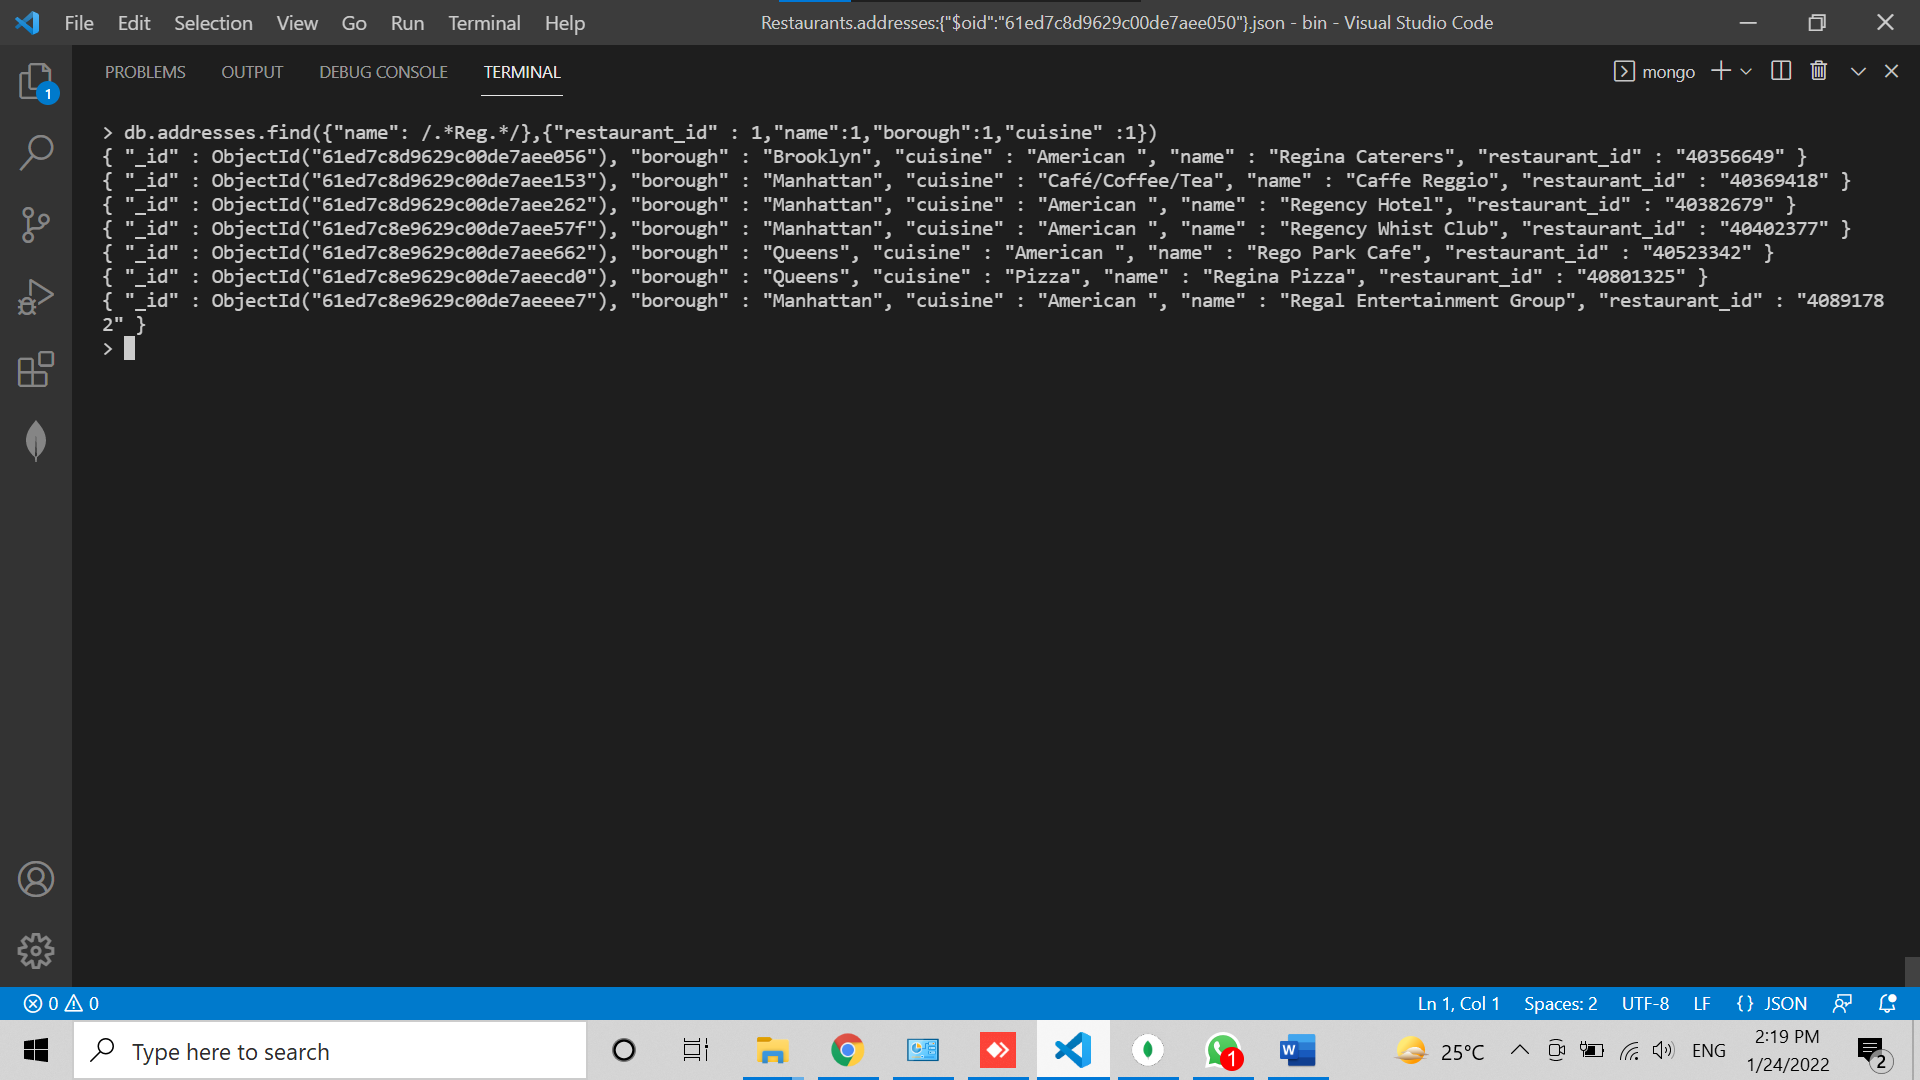 File Edit Selection View Go Run Terminal Help Restaurants.addresses:{"$oid":"61ed7c8d9629c00de7aee050"}.json - bin - Visual Studio Code
PROBLEMS OUTPUT DEBUG CONSOLE TERMINAL mongo
1
> db.addresses.find({"name": /.*Reg.*/},{"restaurant_id" : 1,"name":1,"borough":1,"cuisine" :1})
{ "_id" : ObjectId("61ed7c8d9629c00de7aee056"), "borough" : "Brooklyn", "cuisine" : "American ", "name" : "Regina Caterers", "restaurant_id" : "40356649" }
{ "_id" : ObjectId("61ed7c8d9629c00de7aee153"), "borough" : "Manhattan", "cuisine" : "Café/Coffee/Tea", "name" : "Caffe Reggio", "restaurant_id" : "40369418" }
{ "_id" : ObjectId("61ed7c8d9629c00de7aee262"), "borough" : "Manhattan", "cuisine" : "American ", "name" : "Regency Hotel", "restaurant_id" : "40382679" }
{ "_id" : ObjectId("61ed7c8e9629c00de7aee57f"), "borough" : "Manhattan", "cuisine" : "American ", "name" : "Regency Whist Club", "restaurant_id" : "40402377" }
{ "_id" : ObjectId("61ed7c8e9629c00de7aee662"), "borough" : "Queens", "cuisine" : "American ", "name" : "Rego Park Cafe", "restaurant_id" : "40523342" }
{ "_id" : ObjectId("61ed7c8e9629c00de7aeecd0"), "borough" : "Queens", "cuisine" : "Pizza", "name" : "Regina Pizza", "restaurant_id" : "40801325" }
{ "_id" : ObjectId("61ed7c8e9629c00de7aeeee7"), "borough" : "Manhattan", "cuisine" : "American ", "name" : "Regal Entertainment Group", "restaurant_id" : "4089178
2" }
>
0 0 Ln 1, Col 1 Spaces: 2 UTF-8 LF {} JSON
Type here to search W 1 25°C ENG 2:19 PM
1/24/2022 2